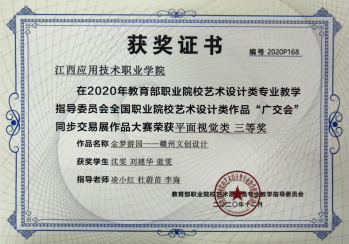 获奖证书
编号 2020P168
江西应用技术职业学院
在2020年教育部职业院校艺术设计类专业教学
指导委员会全国职业院校艺术设计类作品“广交会”
同步交易展作品大赛荣获平面视觉类 三等奖
作品名称 金梦游园——赣州文创设计
获奖学生 沈雯 刘建华 蓝雯
指导老师 凌小红 杜蔚苗 李海
教育部职业院校艺术设计类专业教学指导委员会
二〇二〇年十二月